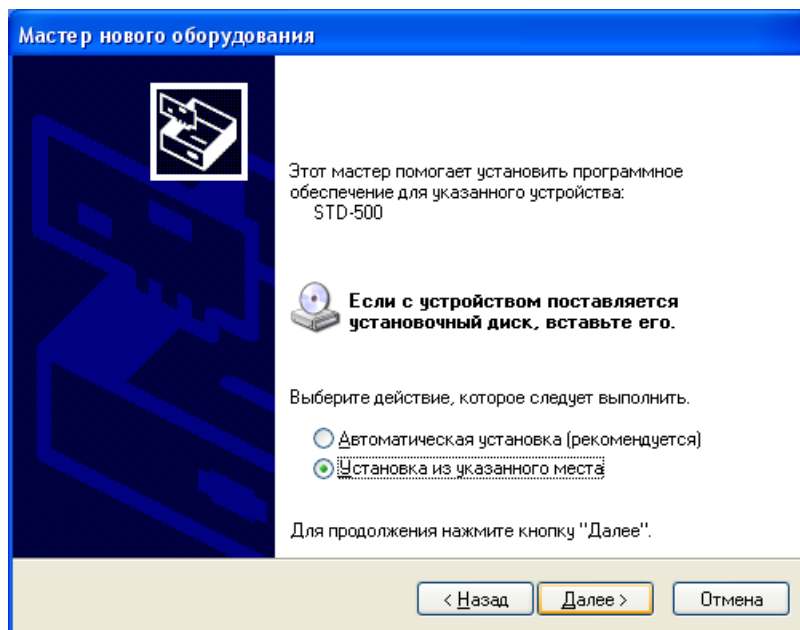 Мастер нового оборудования
Этот мастер помогает установить программное
обеспечение для указанного устройства:
STD-500
Если с устройством поставляется
установочный диск, вставьте его.
Выберите действие, которое следует выполнить.
Автоматическая установка (рекомендуется)
Установка из указанного места
Для продолжения нажмите кнопку "Далее".
< Назад Далее > Отмена